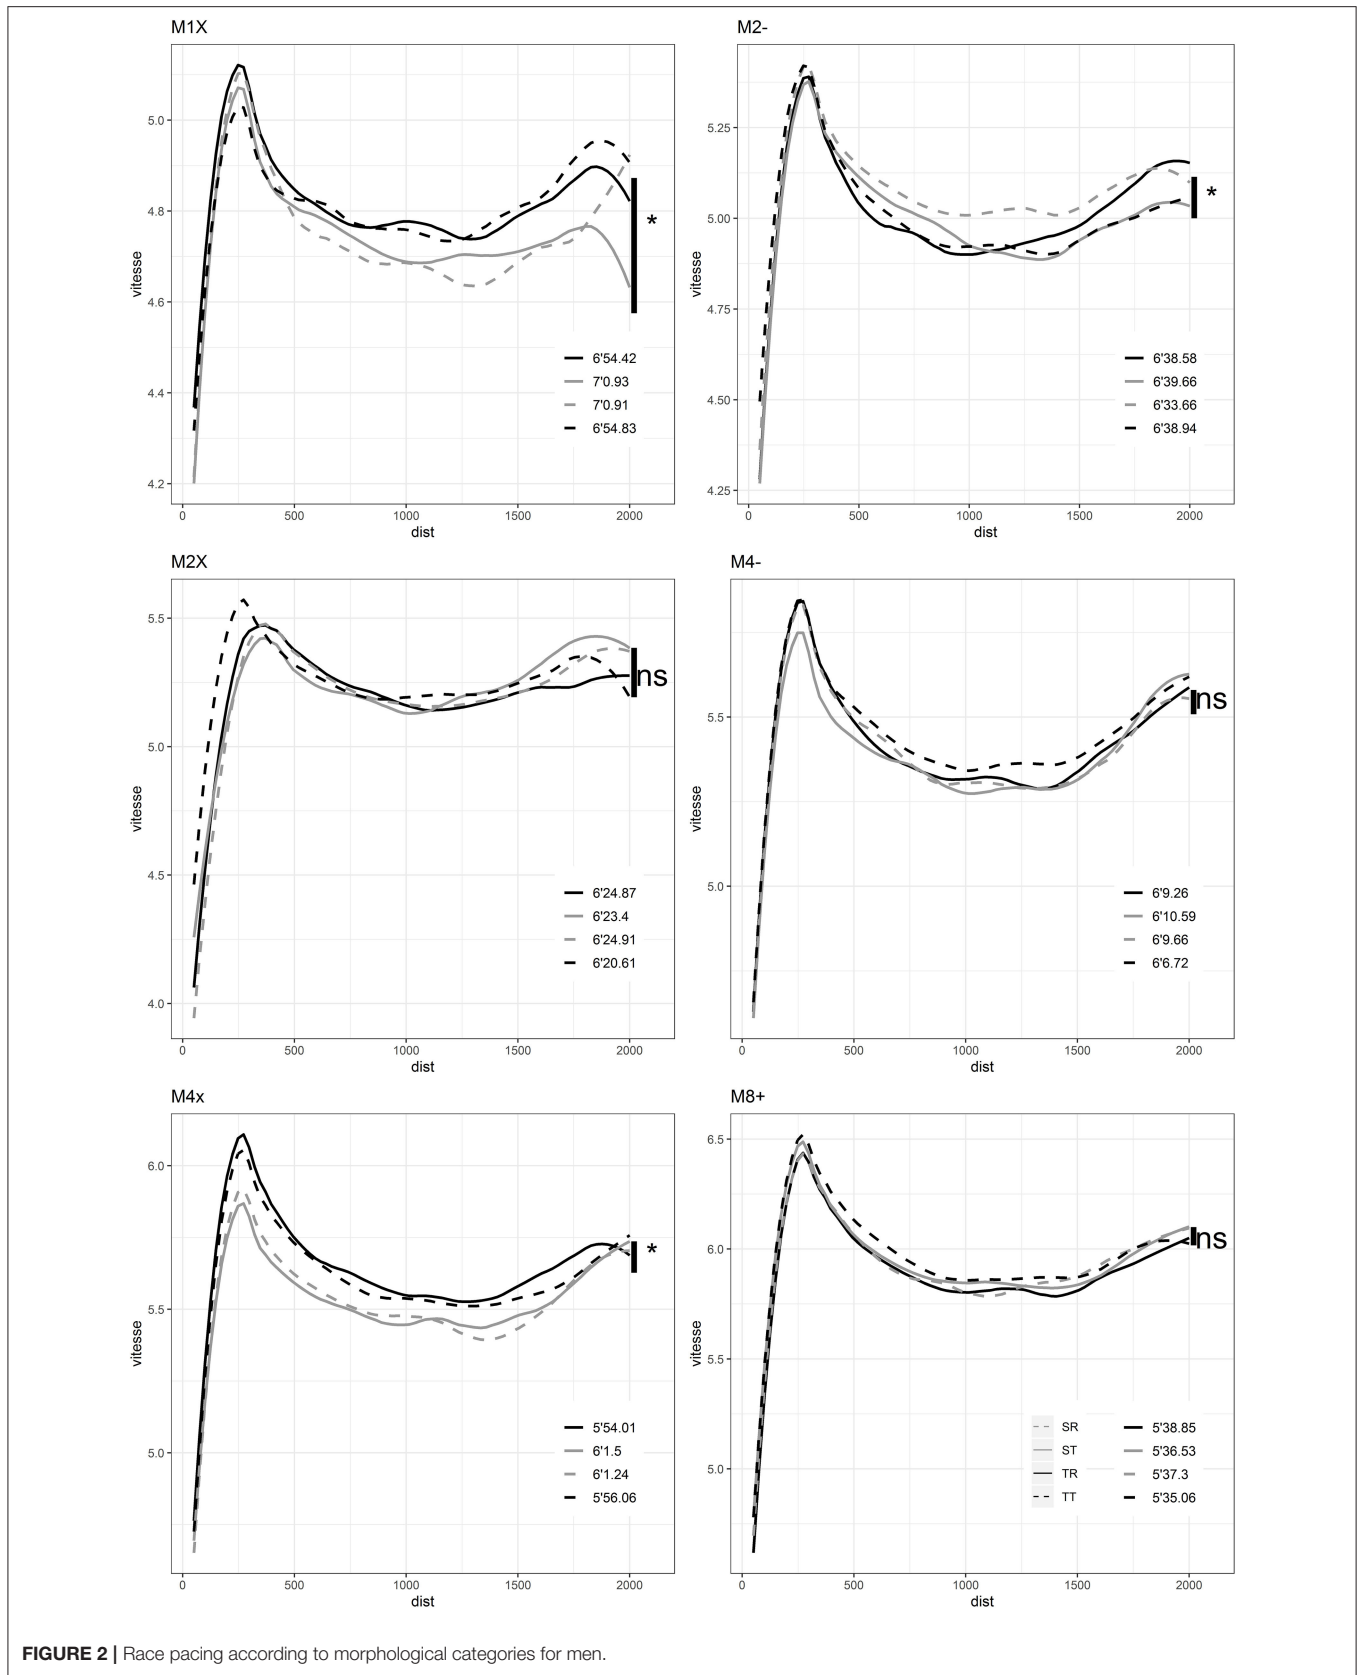 M1X
vitesse
5.0
4.8
4.6
4.4
4.2
*
6'54.42
7'0.93
7'0.91
6'54.83
0 500 1000 1500 2000
dist
M2-
vitesse
5.25
5.00
4.75
4.50
4.25
*
6'38.58
6'39.66
6'33.66
6'38.94
0 500 1000 1500 2000
dist
M2X
vitesse
5.5
5.0
4.5
4.0
ns
6'24.87
6'23.4
6'24.91
6'20.61
0 500 1000 1500 2000
dist
M4-
vitesse
5.5
5.0
ns
6'9.26
6'10.59
6'9.66
6'6.72
0 500 1000 1500 2000
dist
M4x
vitesse
6.0
5.5
5.0
*
5'54.01
6'1.5
6'1.24
5'56.06
0 500 1000 1500 2000
dist
M8+
vitesse
6.5
6.0
5.5
5.0
ns
SR 5'38.85
ST 5'36.53
TR 5'37.3
TT 5'35.06
0 500 1000 1500 2000
dist
FIGURE 2 | Race pacing according to morphological categories for men.